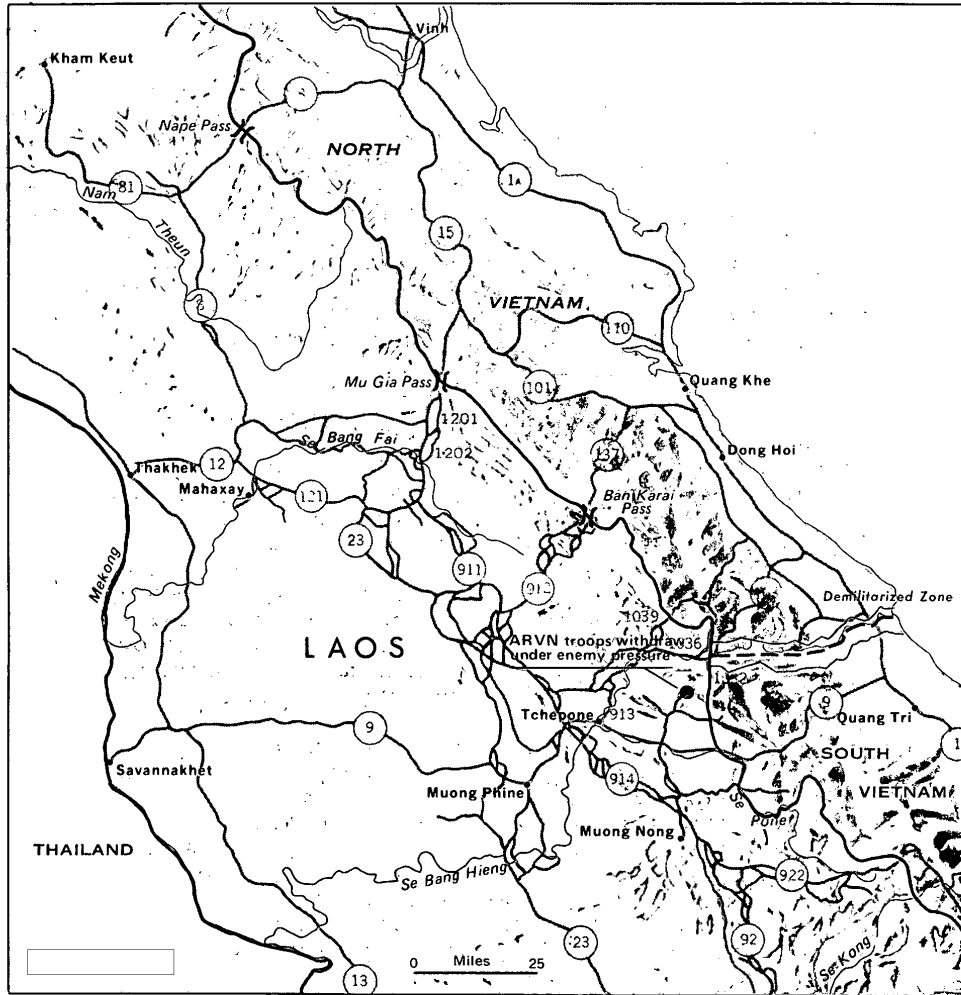 Vinh
Kham Keut
Nape Pass
NORTH
1A
81
Nam
Theun
15
VIETNAM
110
Mu Gia Pass
101
Quang Khe
1201
Se Bang Fai
1202
137
Dong Hoi
Thakhek
12
Mahaxay
121
Ban Karai
Pass
23
911
912
Mekong
Demilitarized Zone
1039
LAOS
ARVN troops withdraw
1036
under enemy pressure
9
Tchepone
913
Quang Tri
1
SOUTH
Savannakhet
914
Muong Phine
Se
Pone
VIETNAM
Muong Nong
THAILAND
Se Bang Hieng
922
23
92
Se Kong
0 Miles 25
13